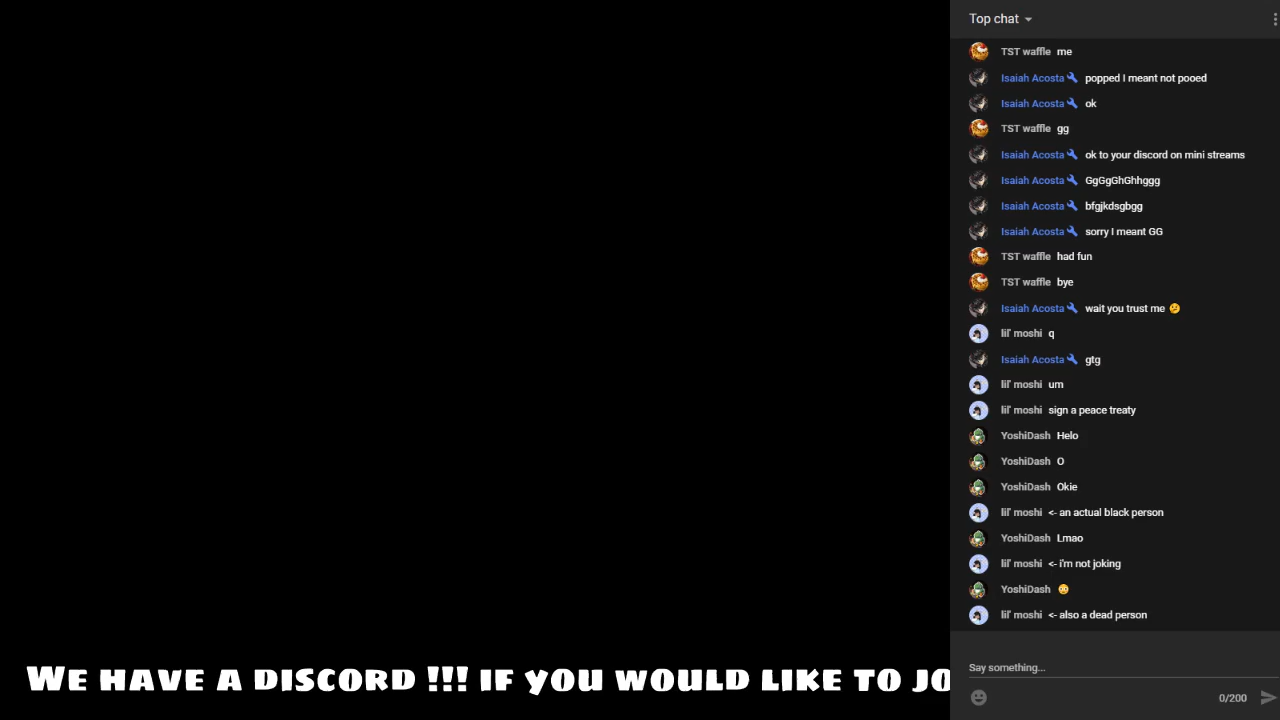 Top chat
TST waffle me
Isaiah Acosta popped I meant not pooed
Isaiah Acosta ok
TST waffle gg
Isaiah Acosta ok to your discord on mini streams
Isaiah Acosta GgGgGhGhhggg
Isaiah Acosta bfgjkdsgbgg
Isaiah Acosta sorry I meant GG
TST waffle had fun
TST waffle bye
Isaiah Acosta wait you trust me 😕
lil' moshi q
Isaiah Acosta gtg
lil' moshi um
lil' moshi sign a peace treaty
YoshiDash Helo
YoshiDash O
YoshiDash Okie
lil' moshi <- an actual black person
YoshiDash Lmao
lil' moshi <- i'm not joking
YoshiDash 😳
lil' moshi <- also a dead person
We have a discord !!! if you would like to jo
Say something...
0/200